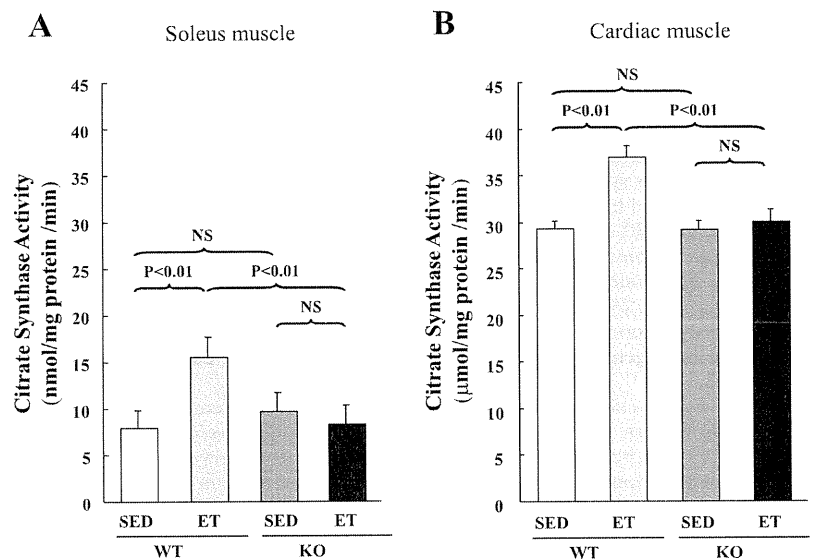 A
Soleus muscle
Citrate Synthase Activity
(nmol/mg protein /min)
45
40
35
30
25
20
15
10
5
0
NS
P<0.01
P<0.01
NS
SED
ET
SED
ET
WT
KO
B
Cardiac muscle
Citrate Synthase Activity
(μmol/mg protein /min)
45
40
35
30
25
20
15
10
5
0
NS
P<0.01
P<0.01
NS
SED
ET
SED
ET
WT
KO